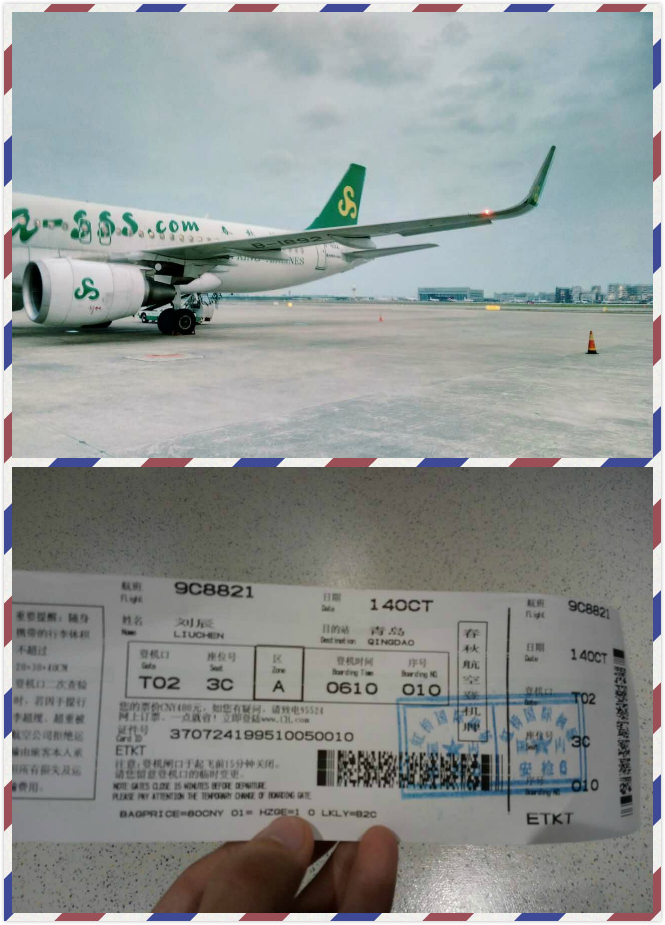 a-sss.com
B-1892
航班 9C8821
Flight
日期 14OCT
Date
姓名 刘辰
Name LIUCHEN
目的站 青岛
Destination QINGDAO
登机口 座位号 区 登机时间 序号
Gate Seat Zone Boarding Time Boarding NO
T02 3C A 0610 010
春秋航空登机牌
您的票价CNY400元。如您有疑问，请致电95524
网上订票、一点就省！立即登陆www.CH.com
证件号 370724199510050010
Card ID
ETKT
注意：登机闸口于起飞前15分钟关闭。
请您留意登机口的临时变更。
NOTE GATES CLOSE 15 MINUTES BEFORE DEPARTURE.
PLEASE PAY ATTENTION THE TEMPORARY CHANGE OF BOARDING GATE
BAGPRICE=80CNY 01= HZGE=1 0 LKLY=B2C
重要提醒：随身
携带的行李体积
不超过
20×30×40CM
登机口二次查验
时，若因手提行
李超度、超重被
航空公司拒绝运
输由旅客本人承
担所有损失及运
输费用。
航班 9C8821
Flight
日期 14OCT
Date
登机口 T02
座位号 3C
序号 010
ETKT
虹桥国际机场
安检6